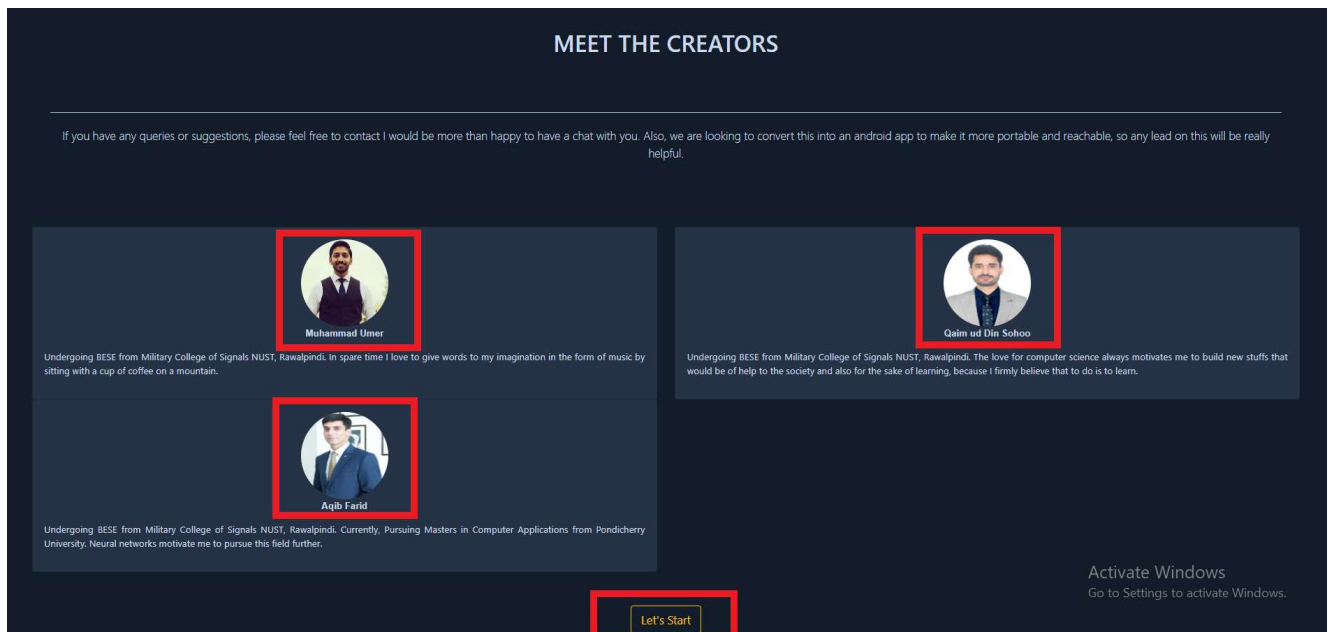 MEET THE CREATORS
If you have any queries or suggestions, please feel free to contact I would be more than happy to have a chat with you. Also, we are looking to convert this into an android app to make it more portable and reachable, so any lead on this will be really
helpful.
Muhammad Umer
Undergoing BESE from Military College of Signals NUST, Rawalpindi. In spare time I love to give words to my imagination in the form of music by
sitting with a cup of coffee on a mountain.
Qaim ud Din Sohoo
Undergoing BESE from Military College of Signals NUST, Rawalpindi. The love for computer science always motivates me to build new stuffs that
would be of help to the society and also for the sake of learning, because I firmly believe that to do is to learn.
Aqib Farid
Undergoing BESE from Military College of Signals NUST, Rawalpindi. Currently, Pursuing Masters in Computer Applications from Pondicherry
University. Neural networks motivate me to pursue this field further.
Activate Windows
Go to Settings to activate Windows.
Let's Start